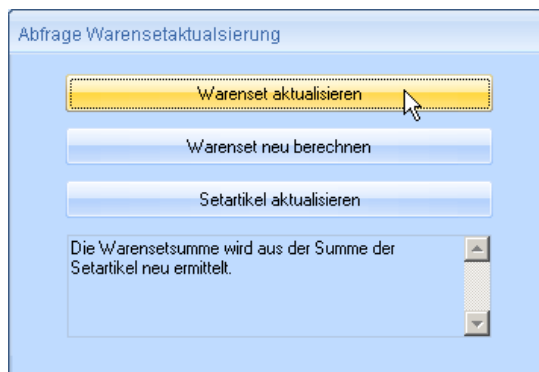 Abfrage Warensetaktualsierung
Warenset aktualisieren
Warenset neu berechnen
Setartikel aktualisieren
Die Warensetsumme wird aus der Summe der
Setartikel neu ermittelt.